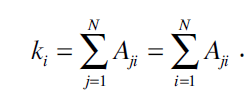 k_i = \sum_{j=1}^{N} A_{ji} = \sum_{i=1}^{N} A_{ji} .